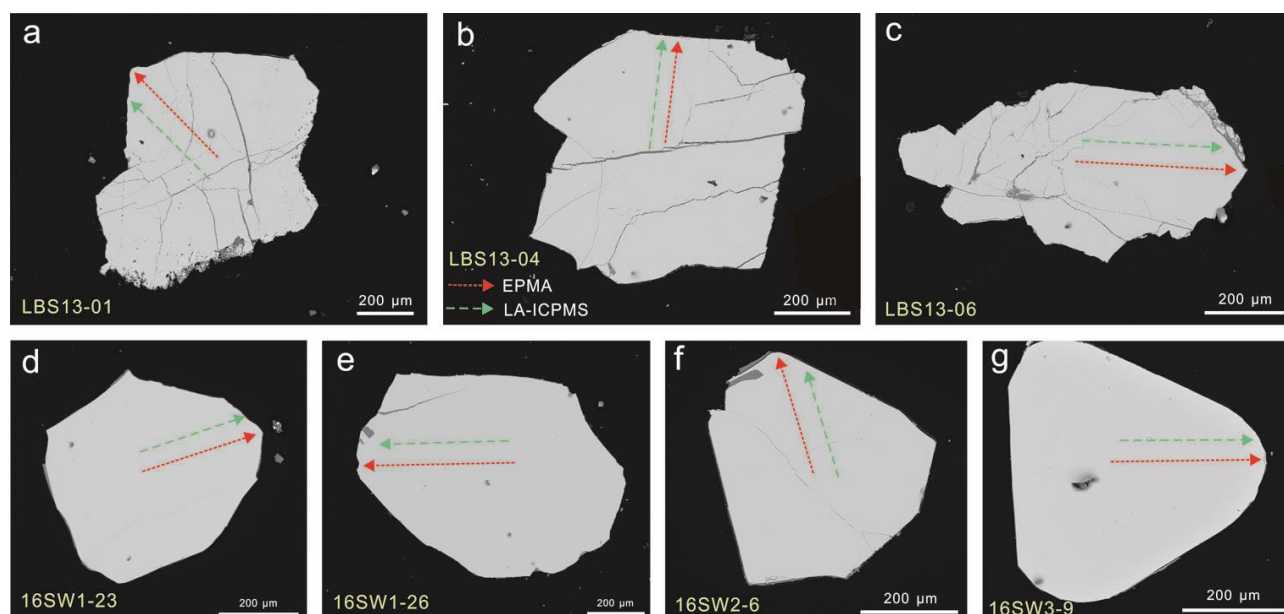 a
LBS13-01
200 µm
b
LBS13-04
EPMA
LA-ICPMS
200 µm
c
LBS13-06
200 µm
d
16SW1-23
200 µm
e
16SW1-26
200 µm
f
16SW2-6
200 µm
g
16SW3-9
200 µm